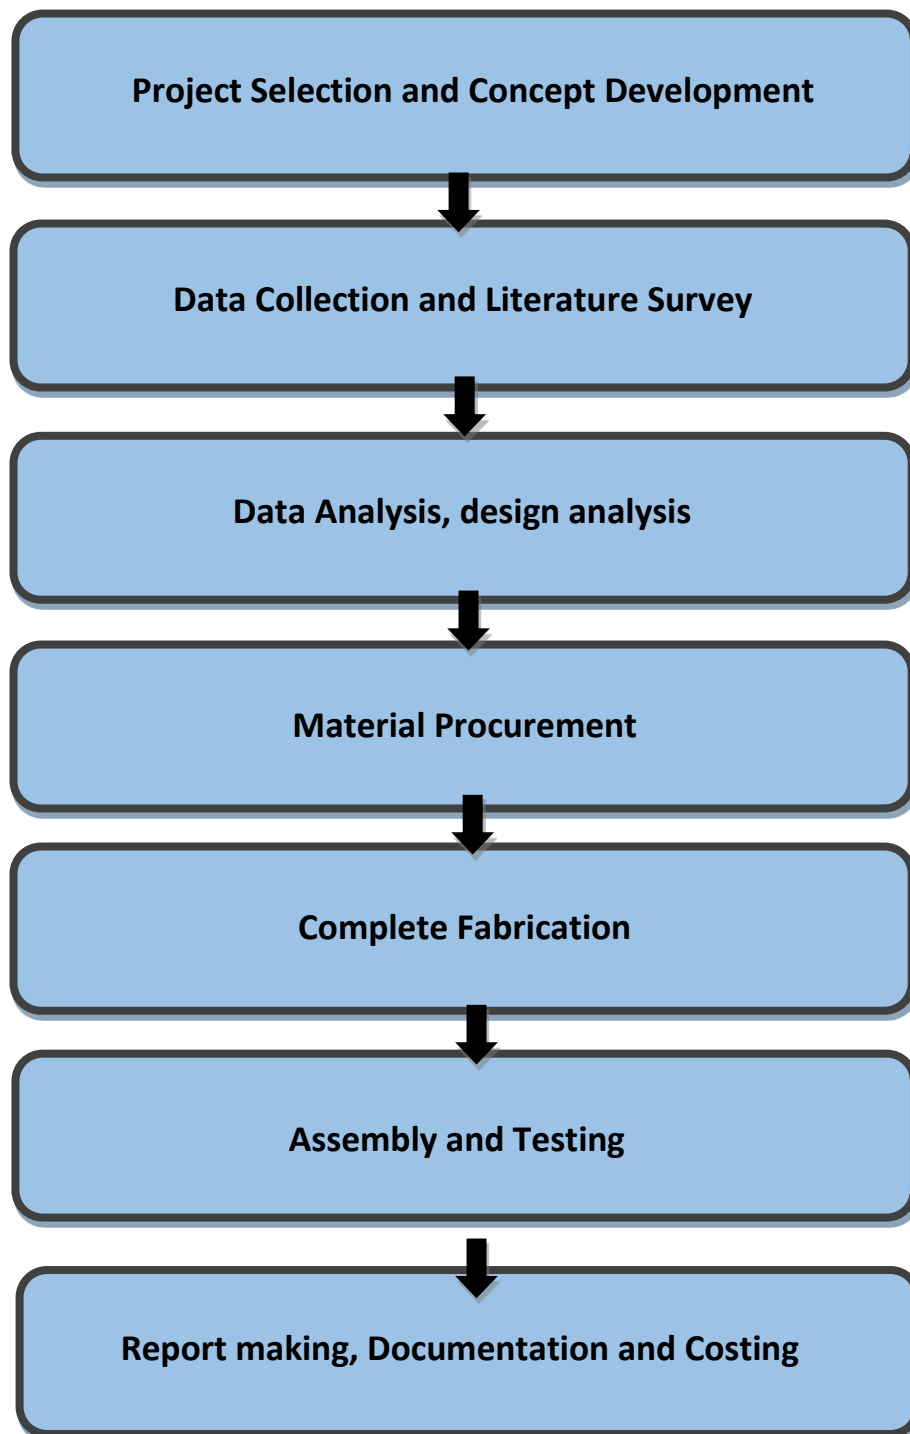 Project Selection and Concept Development
Data Collection and Literature Survey
Data Analysis, design analysis
Material Procurement
Complete Fabrication
Assembly and Testing
Report making, Documentation and Costing